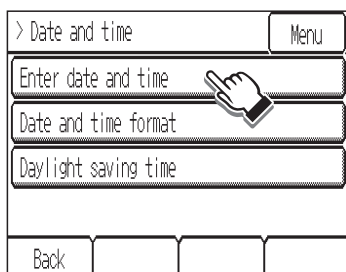 > Date and time
Menu
Enter date and time
Date and time format
Daylight saving time
Back